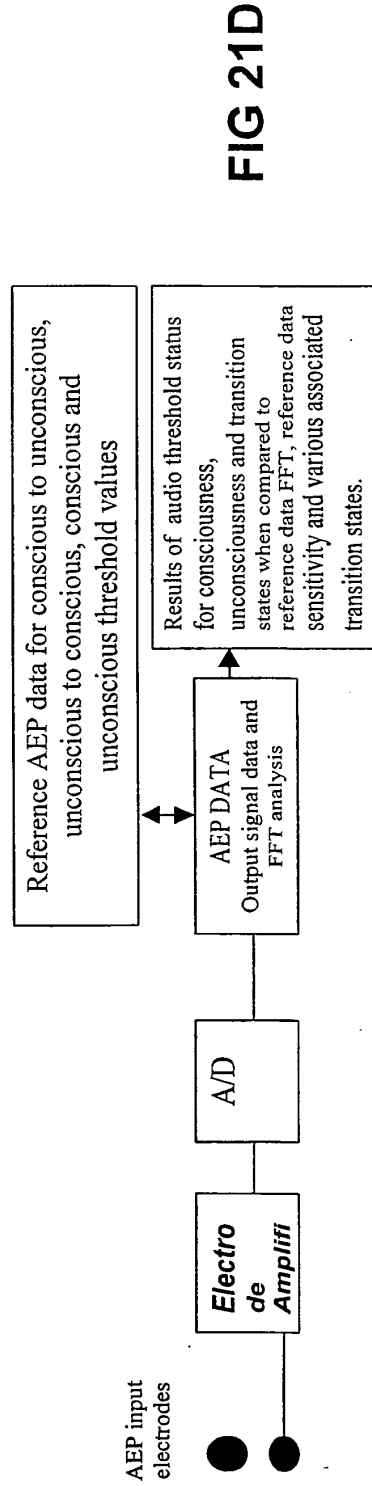 AEP input
electrodes
Electro
de
Amplifi
A/D
AEP DATA
Output signal data and
FFT analysis
Reference AEP data for conscious to unconscious,
unconscious to conscious, conscious and
unconscious threshold values
Results of audio threshold status
for consciousness,
unconsciousness and transition
states when compared to
reference data FFT, reference data
sensitivity and various associated
transition states.
FIG 21D